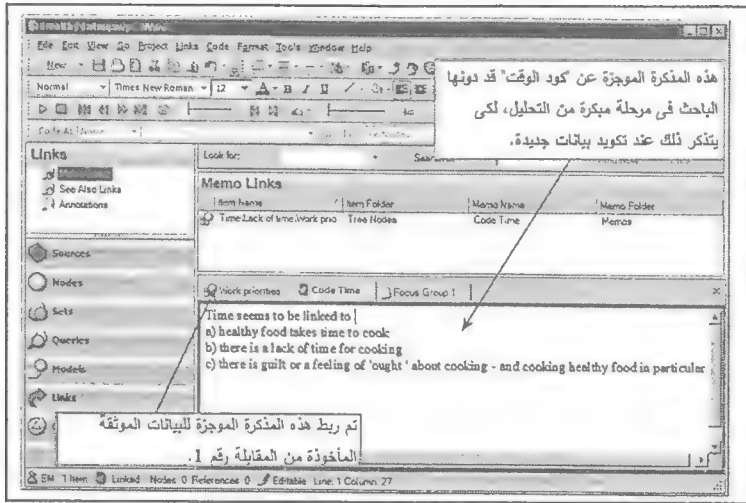 File Edit View Go Project Links Code Format Tools Window Help
New
Normal Times New Roman 12 A B I U
هذه المذكرة الموجزة عن "كود الوقت" قد دونها
الباحث فى مرحلة مبكرة من التحليل، لكى
يتذكر ذلك عند تكويد بيانات جديدة.
Code At
Links
Look for:
Memo Links
See Also Links
Annotations
Memo Links
Item Name Item Folder Memo Name Memo Folder
Time:Lack of time:Work prio Tree Nodes Code Time Memos
Sources
Nodes
Sets
Queries
Models
Links
Work priorities Code Time Focus Group 1
Time seems to be linked to
a) healthy food takes time to cook
b) there is a lack of time for cooking
c) there is guilt or a feeling of 'ought ' about cooking - and cooking healthy food in particular
تم ربط هذه المذكرة الموجزة للبيانات الموثقة
المأخوذة من المقابلة رقم 1.
EM 1 Item Linked Nodes 0 References 0 Editable Line: 1 Column: 27